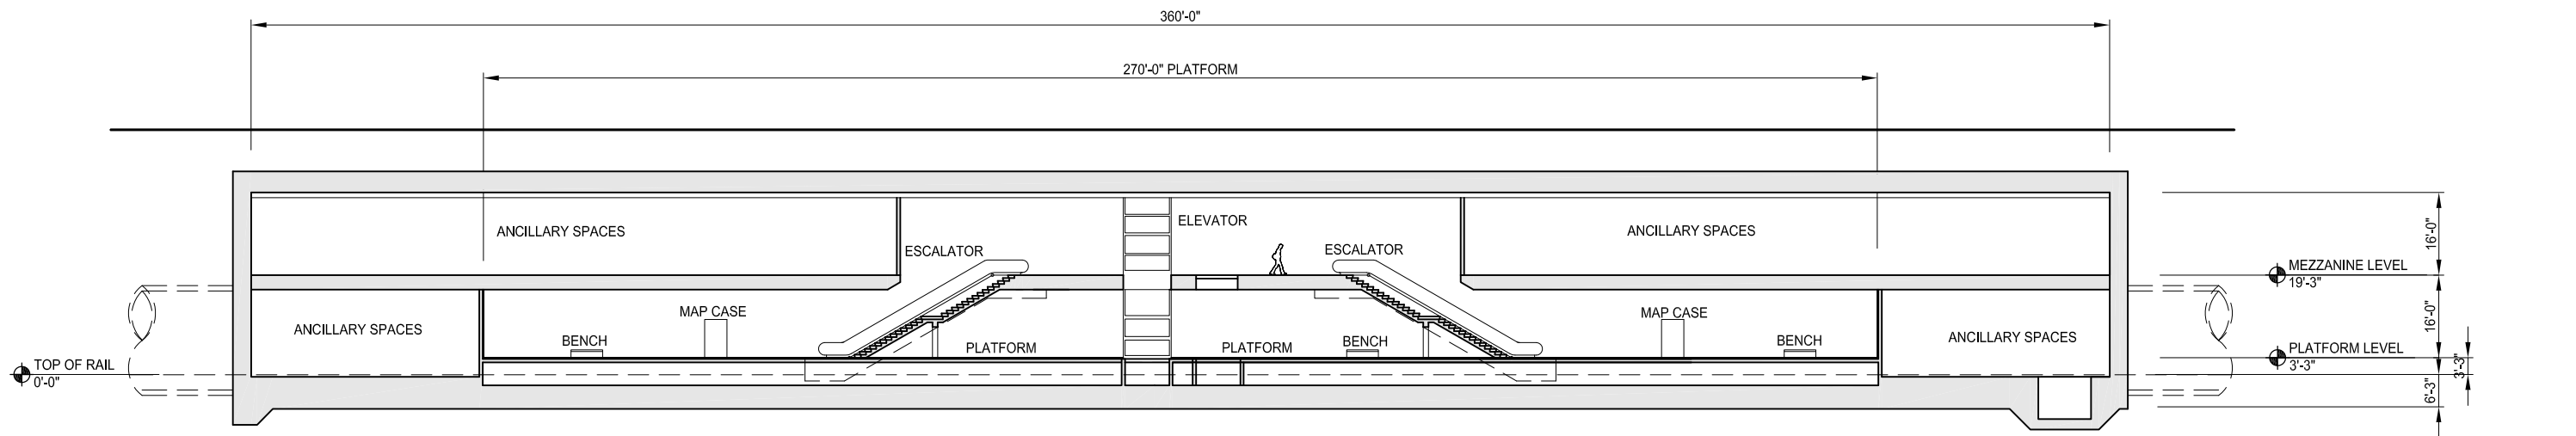 360'-0"
270'-0" PLATFORM
ELEVATOR
ANCILLARY SPACES
ANCILLARY SPACES
ESCALATOR
ESCALATOR
16'-0"
MEZZANINE LEVEL
19'-3"
MAP CASE
MAP CASE
ANCILLARY SPACES
ANCILLARY SPACES
16'-0"
BENCH
PLATFORM
PLATFORM
BENCH
BENCH
PLATFORM LEVEL
3'-3"
3'-3"
TOP OF RAIL
0'-0"
6'-3"